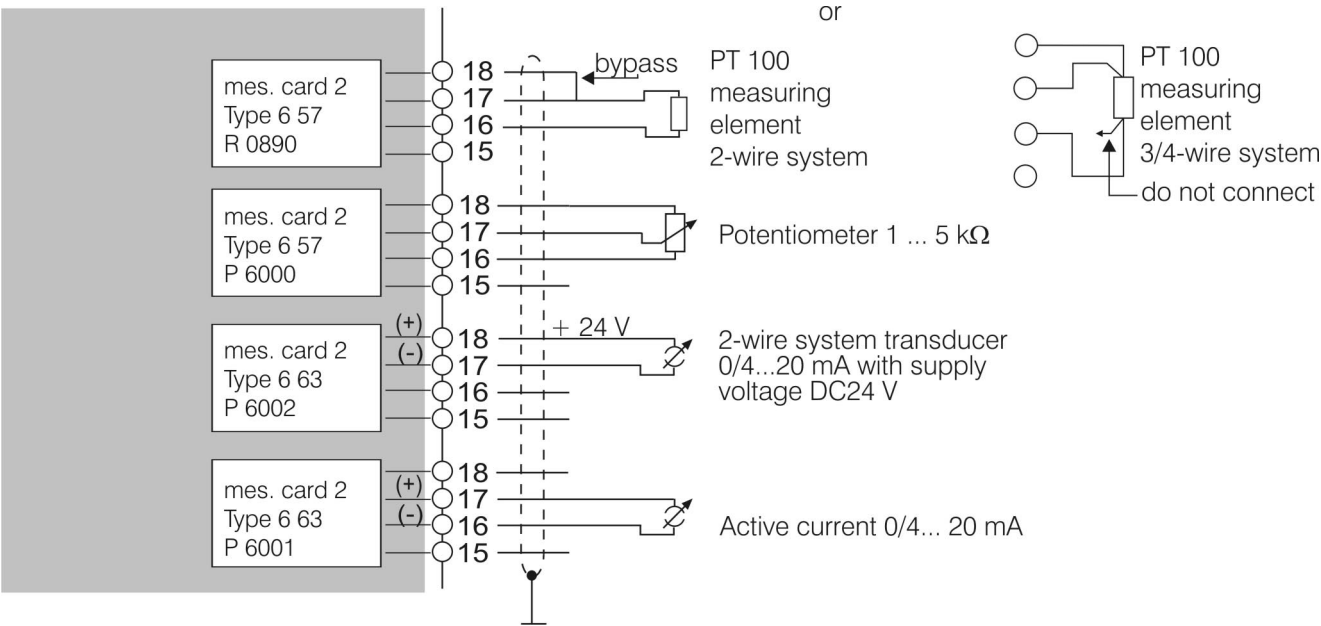 or
mes. card 2
Type 6 57
R 0890
18
17
16
15
bypass
PT 100
measuring
element
2-wire system
PT 100
measuring
element
3/4-wire system
do not connect
mes. card 2
Type 6 57
P 6000
18
17
16
15
Potentiometer 1 ... 5 kΩ
mes. card 2
Type 6 63
P 6002
(+)
(-)
18
17
16
15
+ 24 V
2-wire system transducer
0/4...20 mA with supply
voltage DC24 V
mes. card 2
Type 6 63
P 6001
(+)
(-)
18
17
16
15
Active current 0/4... 20 mA